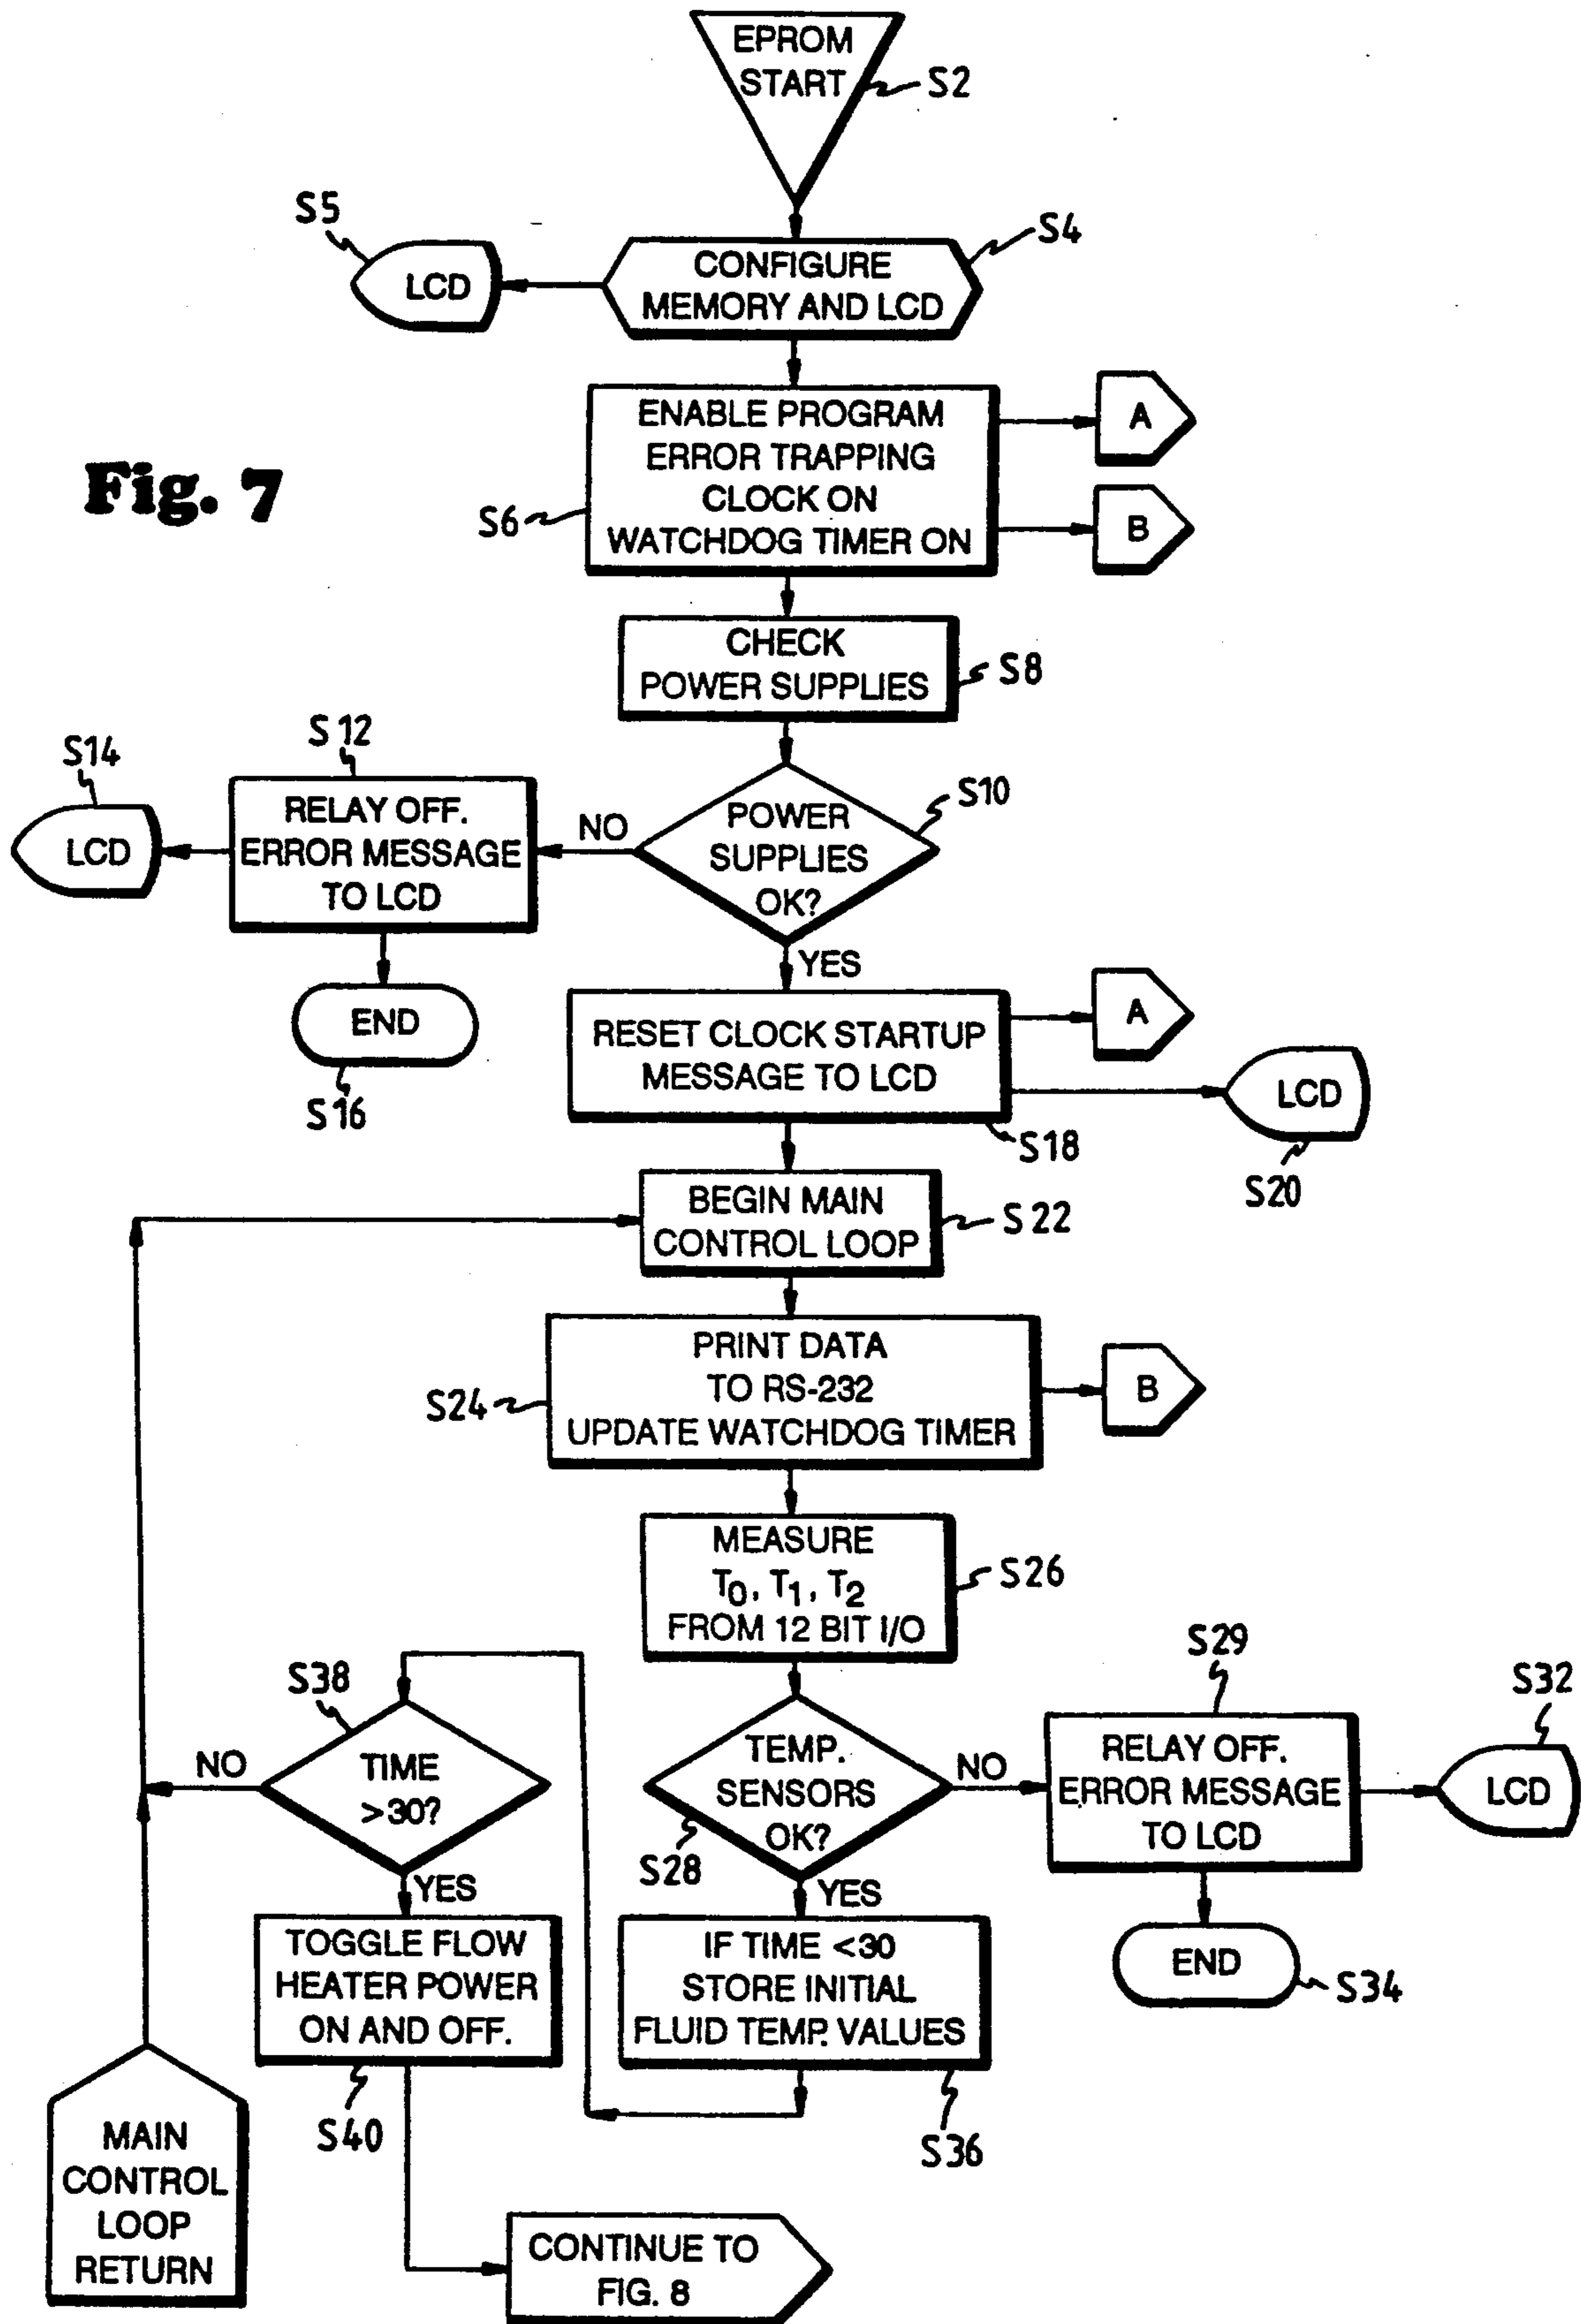 EPROM
START
S2
S5
S4
LCD
CONFIGURE
MEMORY AND LCD
Fig. 7
ENABLE PROGRAM
ERROR TRAPPING
CLOCK ON
WATCHDOG TIMER ON
A
B
S6
CHECK
POWER SUPPLIES
S8
S14
S12
S10
LCD
RELAY OFF.
ERROR MESSAGE
TO LCD
NO
POWER
SUPPLIES
OK?
YES
END
S16
RESET CLOCK STARTUP
MESSAGE TO LCD
A
LCD
S18
S20
BEGIN MAIN
CONTROL LOOP
S22
PRINT DATA
TO RS-232
UPDATE WATCHDOG TIMER
S24
B
MEASURE
T0, T1, T2
FROM 12 BIT I/O
S26
S38
S29
S32
NO
TIME
>30?
YES
TEMP.
SENSORS
OK?
S28
NO
YES
RELAY OFF.
ERROR MESSAGE
TO LCD
LCD
END
S34
TOGGLE FLOW
HEATER POWER
ON AND OFF.
S40
IF TIME <30
STORE INITIAL
FLUID TEMP. VALUES
S36
MAIN
CONTROL
LOOP
RETURN
CONTINUE TO
FIG. 8